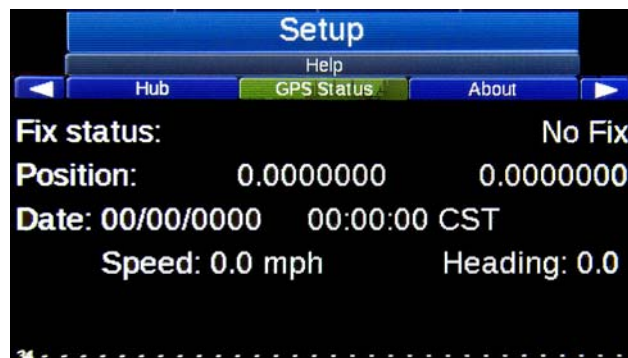 Setup
Help
Hub GPS Status About
Fix status: No Fix
Position: 0.0000000 0.0000000
Date: 00/00/0000 00:00:00 CST
Speed: 0.0 mph Heading: 0.0
34